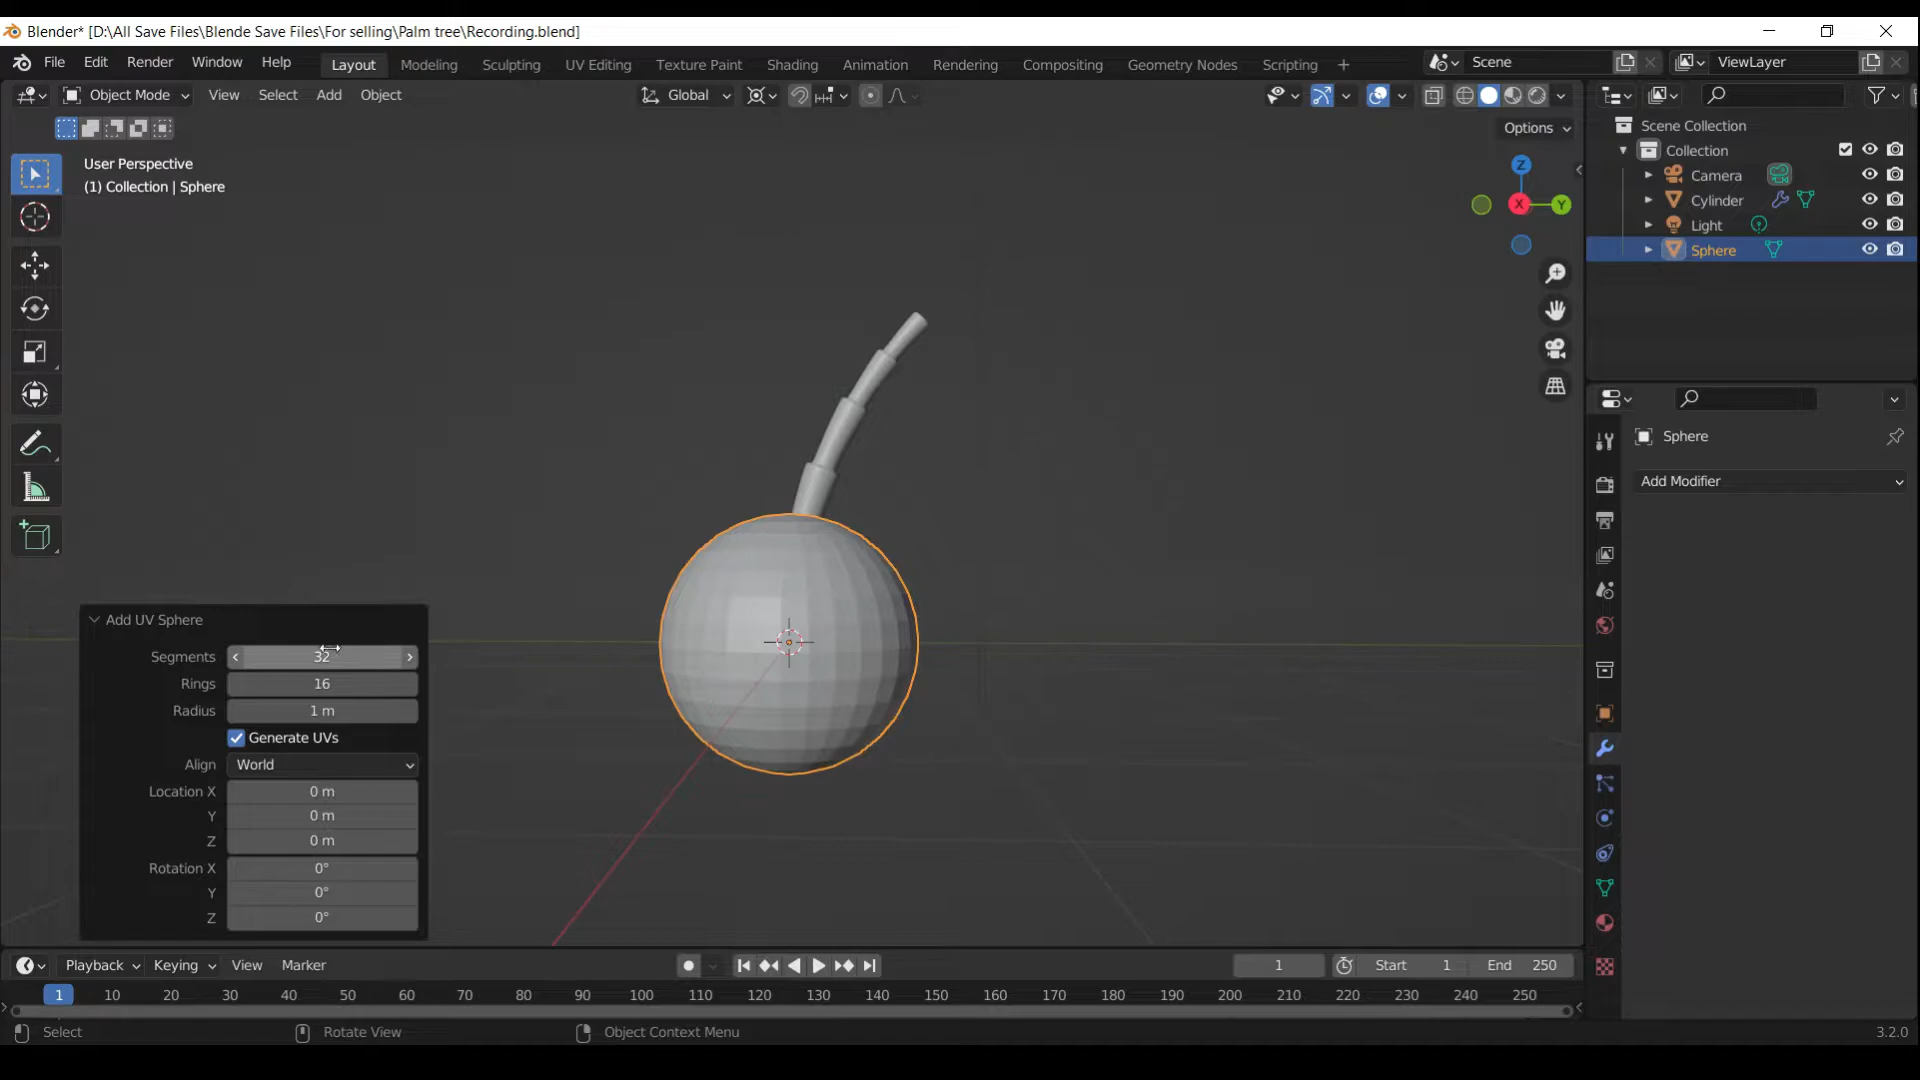 Blender* [D:\All Save Files\Blende Save Files\For selling\Palm tree\Recording.blend]
File Edit Render Window Help Layout Modeling Sculpting UV Editing Texture Paint Shading Animation Rendering Compositing Geometry Nodes Scripting + Scene ViewLayer
Object Mode View Select Add Object Global
Options
User Perspective
(1) Collection | Sphere
Z
X
Y
Scene Collection
Collection
Camera
Cylinder
Light
Sphere
Sphere
Add Modifier
Add UV Sphere
Segments 32
Rings 16
Radius 1 m
Generate UVs
Align World
Location X 0 m
Y 0 m
Z 0 m
Rotation X 0°
Y 0°
Z 0°
Playback Keying View Marker 1 Start 1 End 250
1 10 20 30 40 50 60 70 80 90 100 110 120 130 140 150 160 170 180 190 200 210 220 230 240 250
Select Rotate View Object Context Menu 3.2.0